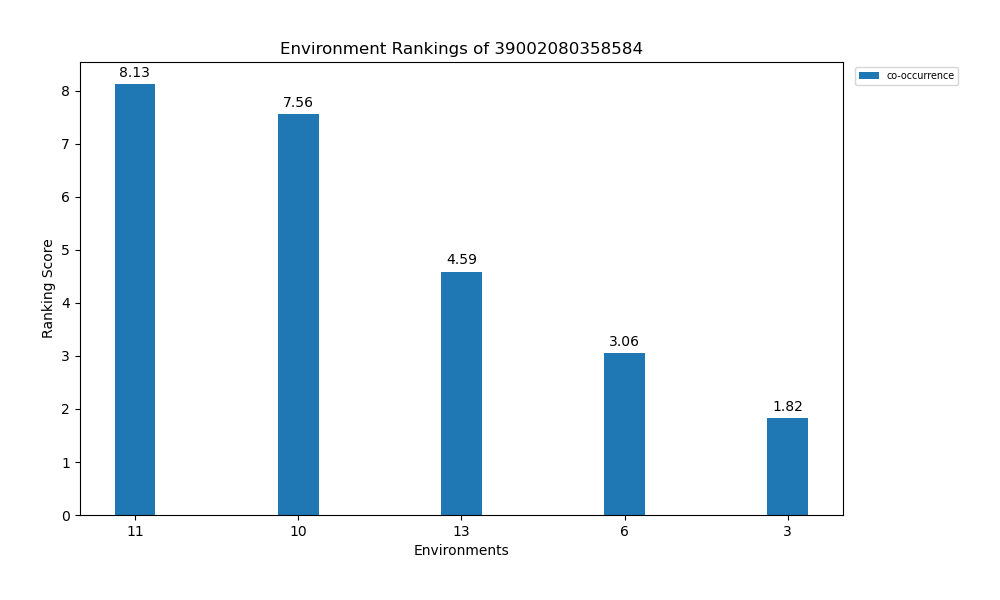 Environment Rankings of 39002080358584
co-occurrence
8.13
7.56
4.59
3.06
1.82
Ranking Score
8
7
6
5
4
3
2
1
0
11 10 13 6 3
Environments